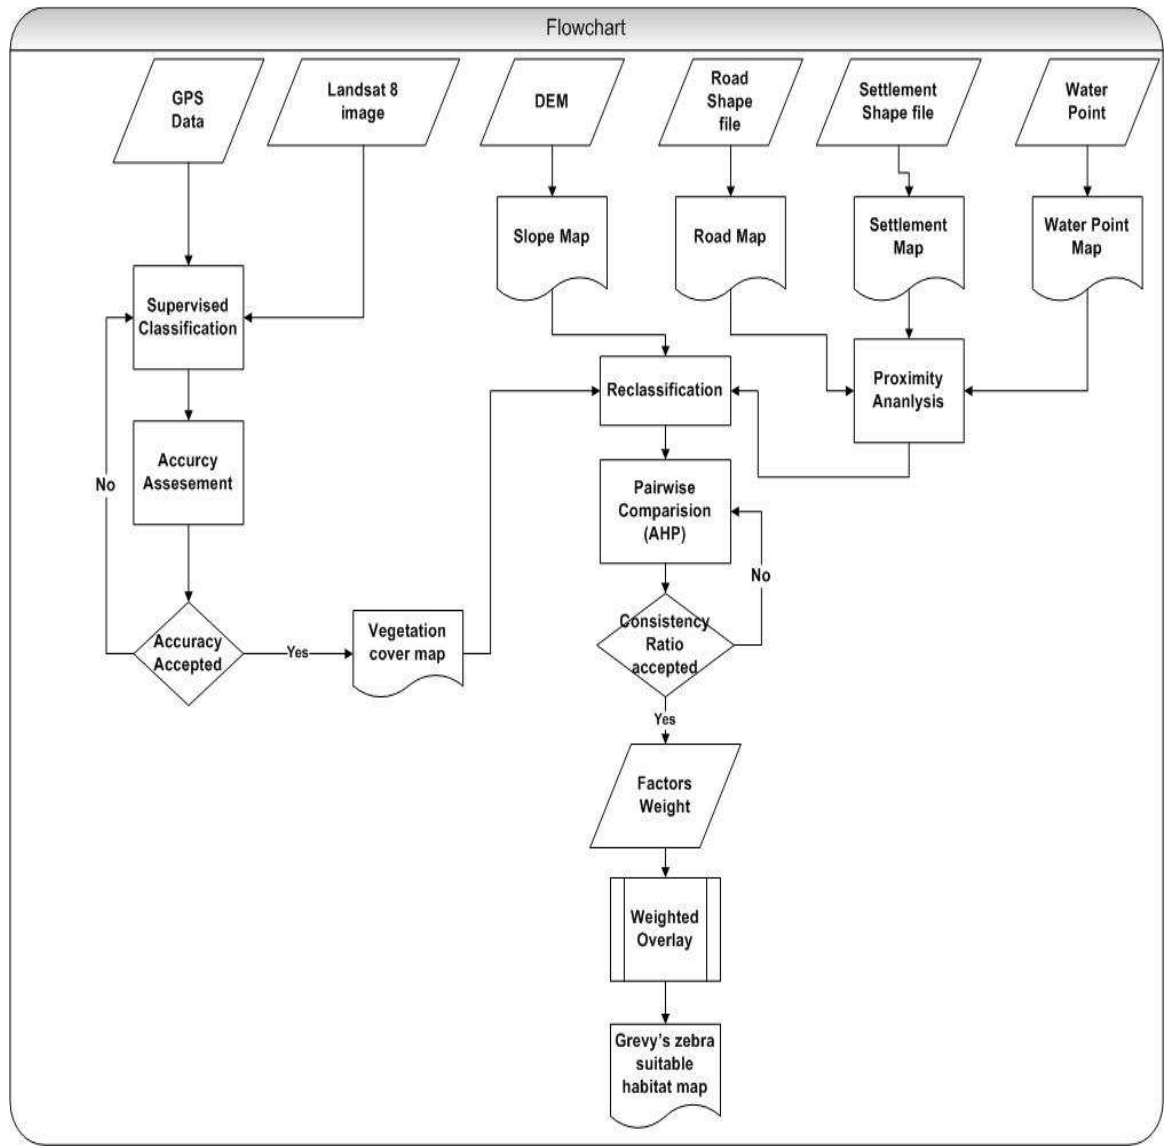 Flowchart
GPS
Data
Landsat 8
image
DEM
Road
Shape
file
Settlement
Shape file
Water
Point
Slope Map
Road Map
Settlement
Map
Water Point
Map
Supervised
Classification
Reclassification
Proximity
Ananlysis
Accurcy
Assesement
No
Pairwise
Comparision
(AHP)
No
Accuracy
Accepted
Yes
Vegetation
cover map
Consistency
Ratio
accepted
Yes
Factors
Weight
Weighted
Overlay
Grevy's zebra
suitable
habitat map